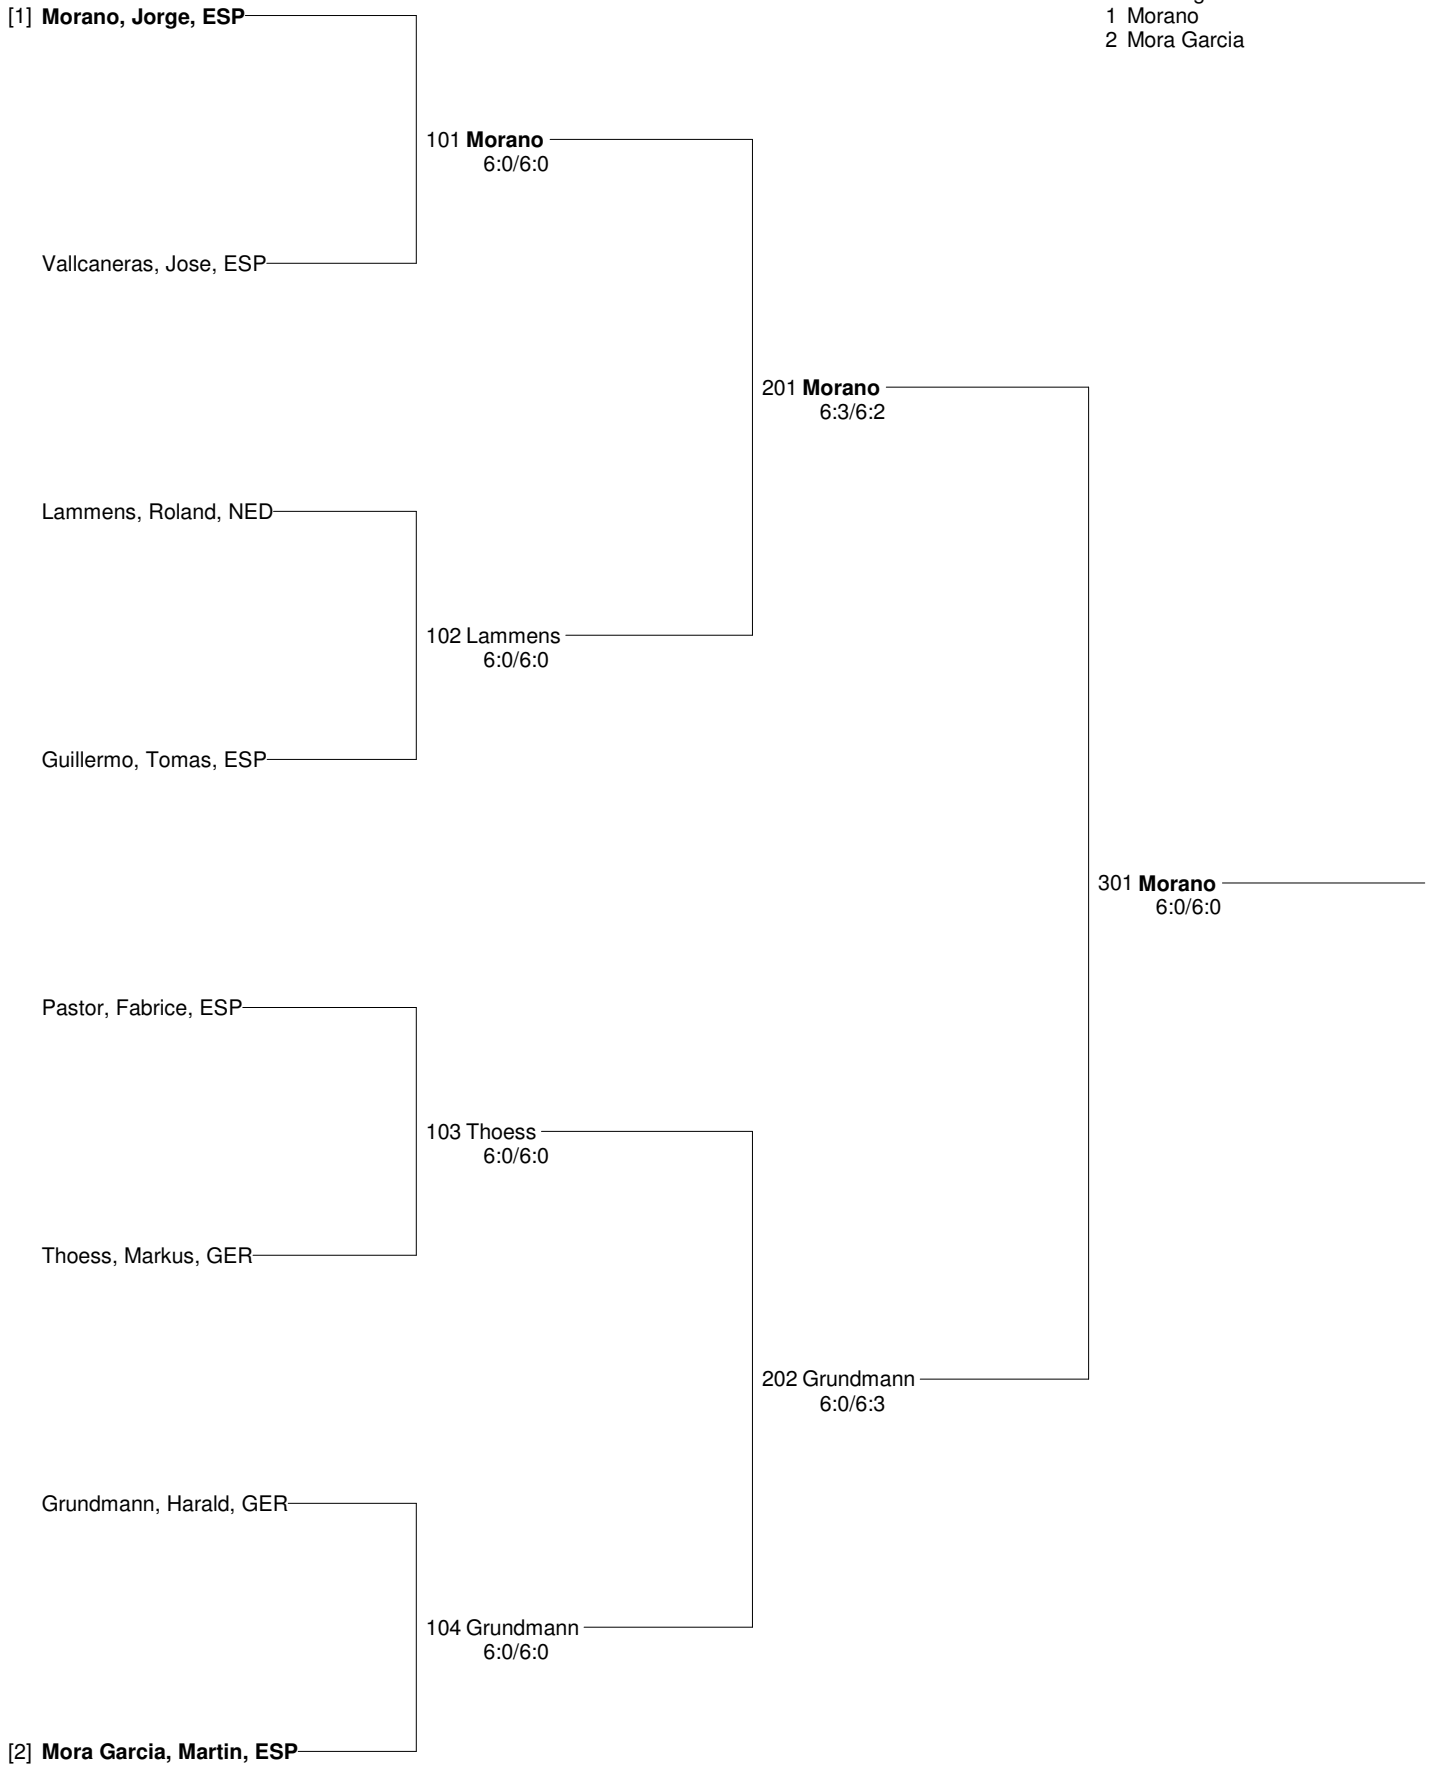 [1] Morano, Jorge, ESP
1 Morano
2 Mora Garcia
101 Morano
6:0/6:0
Vallcaneras, Jose, ESP
201 Morano
6:3/6:2
Lammens, Roland, NED
102 Lammens
6:0/6:0
Guillermo, Tomas, ESP
301 Morano
6:0/6:0
Pastor, Fabrice, ESP
103 Thoess
6:0/6:0
Thoess, Markus, GER
202 Grundmann
6:0/6:3
Grundmann, Harald, GER
104 Grundmann
6:0/6:0
[2] Mora Garcia, Martin, ESP